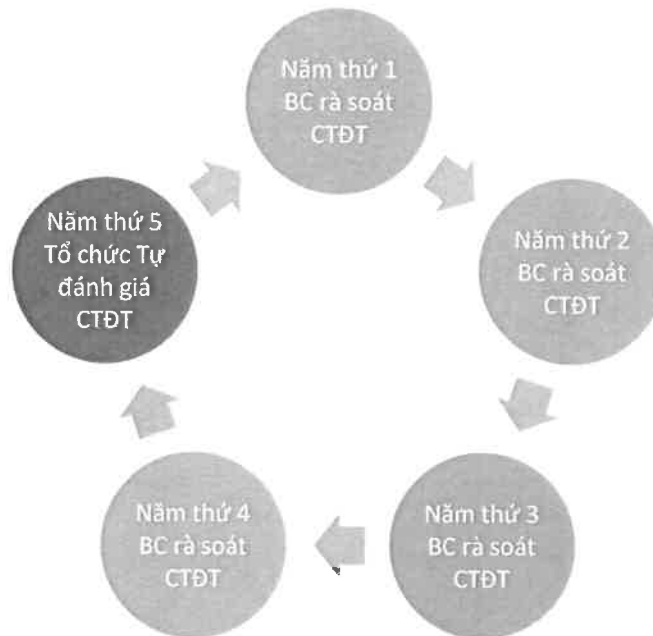 Năm thứ 1
BC rà soát
CTĐT
Năm thứ 2
BC rà soát
CTĐT
Năm thứ 3
BC rà soát
CTĐT
Năm thứ 4
BC rà soát
CTĐT
Năm thứ 5
Tổ chức Tự
đánh giá
CTĐT